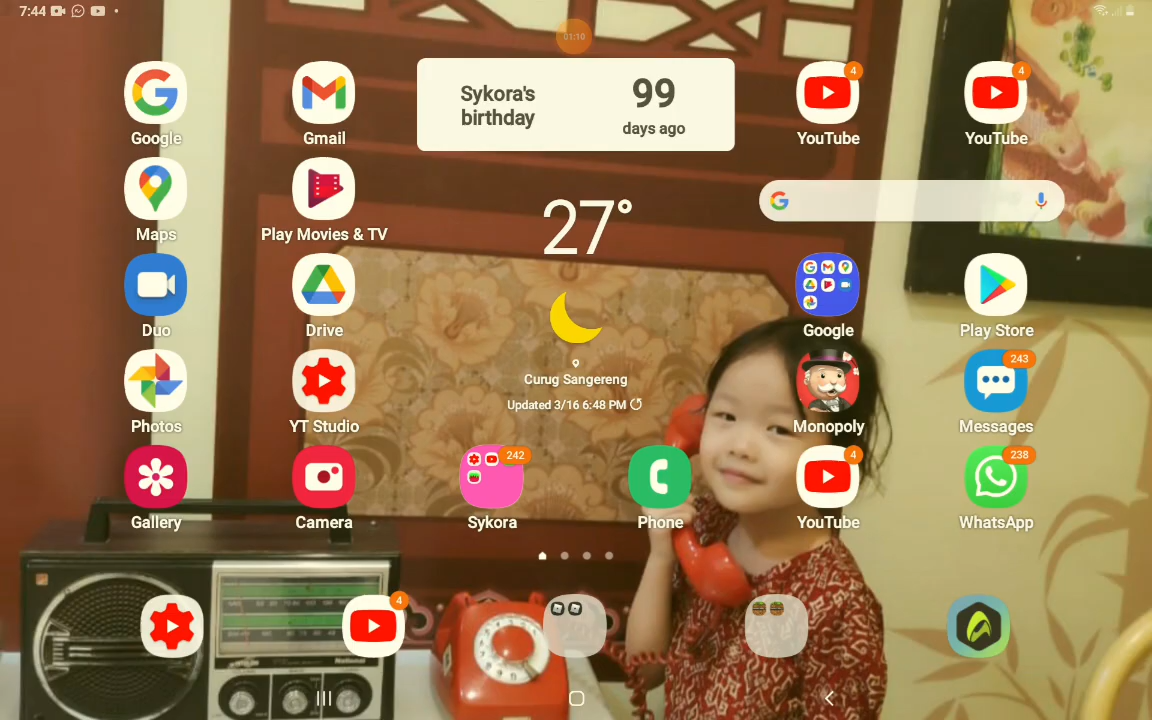 7:44
01:10
Google
Gmail
Sykora's
birthday
99
days ago
4
YouTube
4
YouTube
Maps
Play Movies & TV
27°
Duo
Drive
Google
Play Store
Curug Sangereng
Updated 3/16 6:48 PM
Photos
YT Studio
Monopoly
243
Messages
Gallery
Camera
242
Sykora
Phone
4
YouTube
238
WhatsApp
4
National